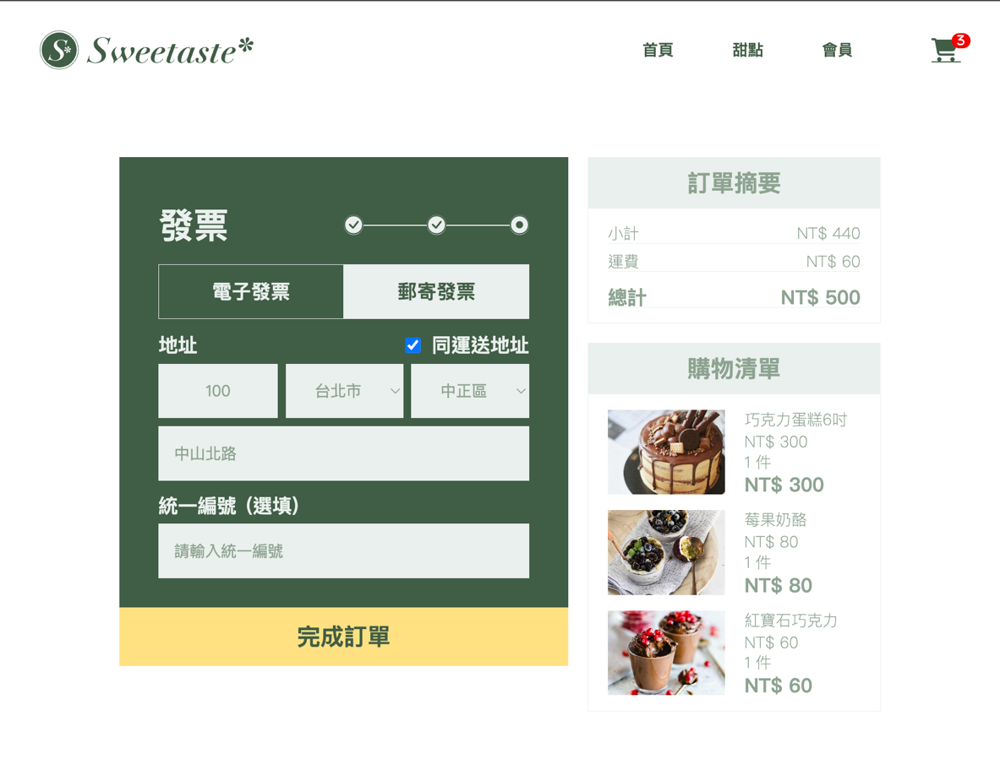 S* Sweetaste*
首頁 甜點 會員 3
發票
電子發票 郵寄發票
地址 同運送地址
100 台北市 中正區
中山北路
統一編號 (選填)
請輸入統一編號
完成訂單
訂單摘要
小計 NT$ 440
運費 NT$ 60
總計 NT$ 500
購物清單
巧克力蛋糕6吋
NT$ 300
1 件
NT$ 300
莓果奶酪
NT$ 80
1 件
NT$ 80
紅寶石巧克力
NT$ 60
1 件
NT$ 60